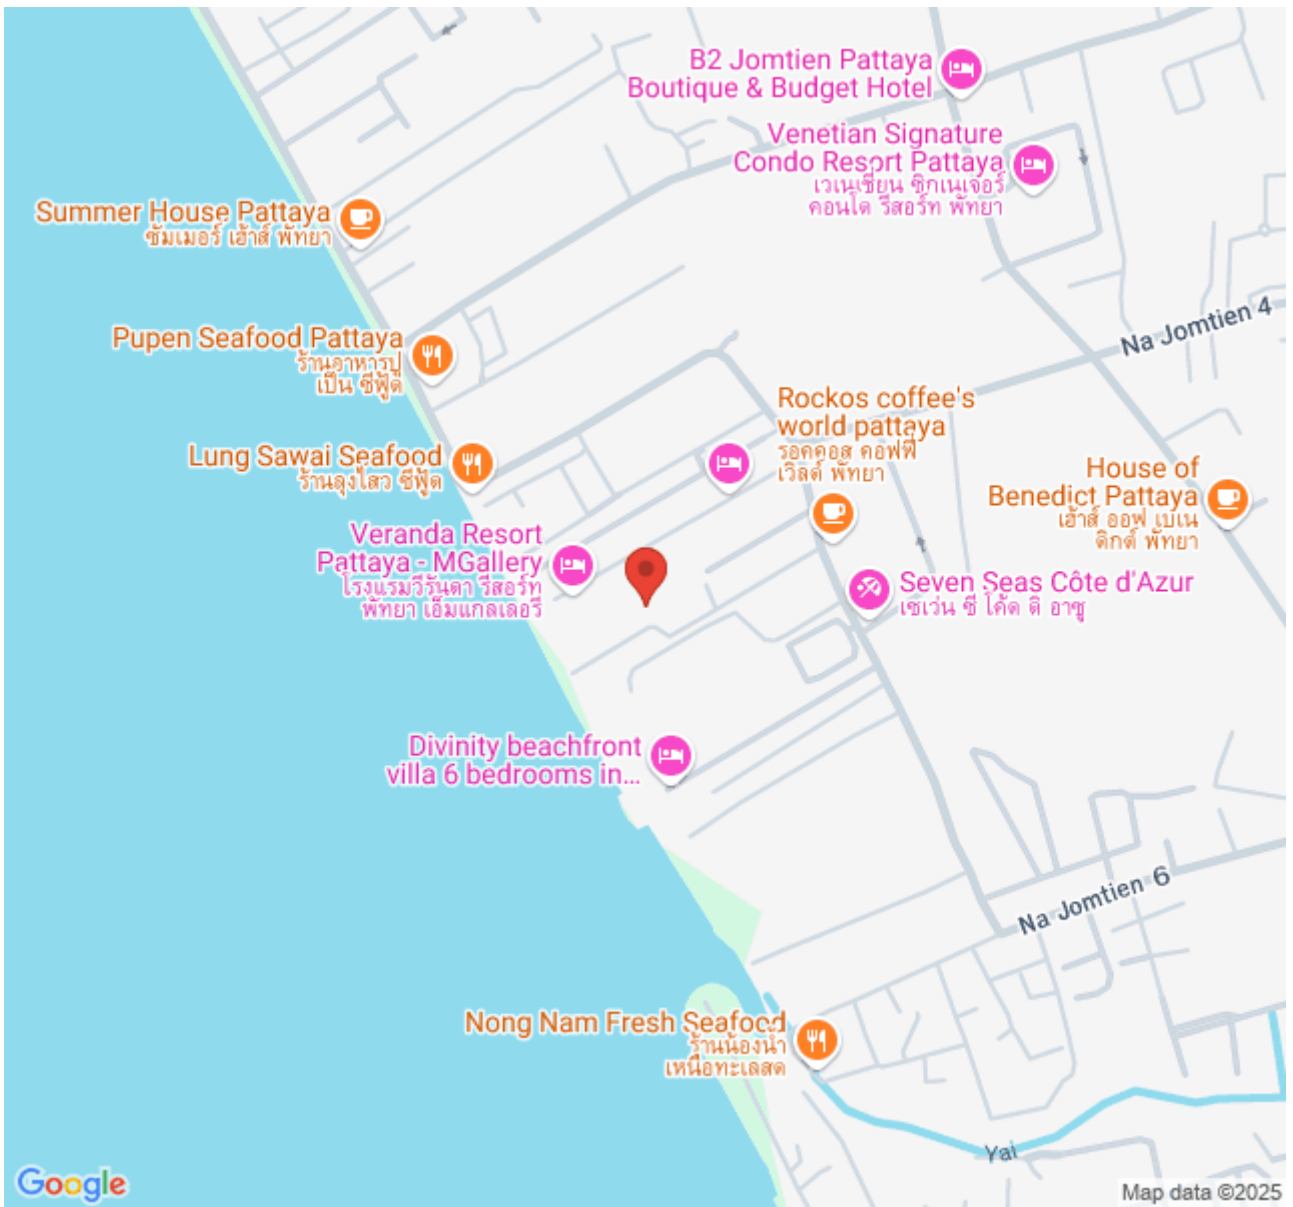 B2 Jomtien Pattaya
Boutique & Budget Hotel
Venetian Signature
Condo Resort Pattaya
เวเนเชี่ยน ซิกเนเจอร์
คอนโด รีสอร์ท พัทยา
Summer House Pattaya
ซัมเมอร์ เฮ้าส์ พัทยา
Na Jomtien 4
Pupen Seafood Pattaya
ร้านอาหารปู
เป็น ซีฟู้ด
Rockos coffee's
world pattaya
รอคคอส คอฟฟี่
เวิลด์ พัทยา
Lung Sawai Seafood
ร้านลุงไสว ซีฟู้ด
House of
Benedict Pattaya
เฮ้าส์ ออฟ เบเน
ดิกต์ พัทยา
Veranda Resort
Pattaya - MGallery
โรงแรมวีรันดา รีสอร์ท
พัทยา เอ็มแกลเลอรี
Seven Seas Côte d'Azur
เซเว่น ซี โค้ด ดิ อาซู
Divinity beachfront
villa 6 bedrooms in...
Na Jomtien 6
Nong Nam Fresh Seafood
ร้านน้องน้ำ
เหนือทะเลสด
Yai
Google
Map data ©2025